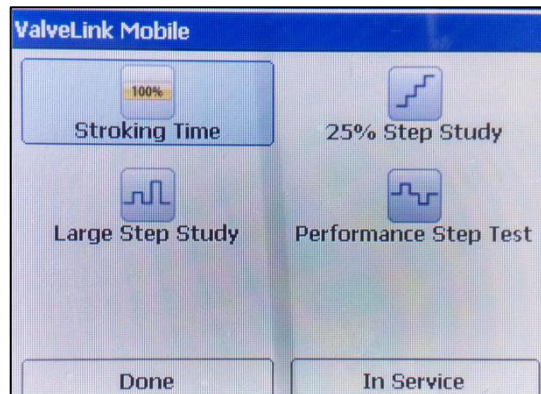 ValveLink Mobile
100%
Stroking Time
25% Step Study
Large Step Study
Performance Step Test
Done
In Service